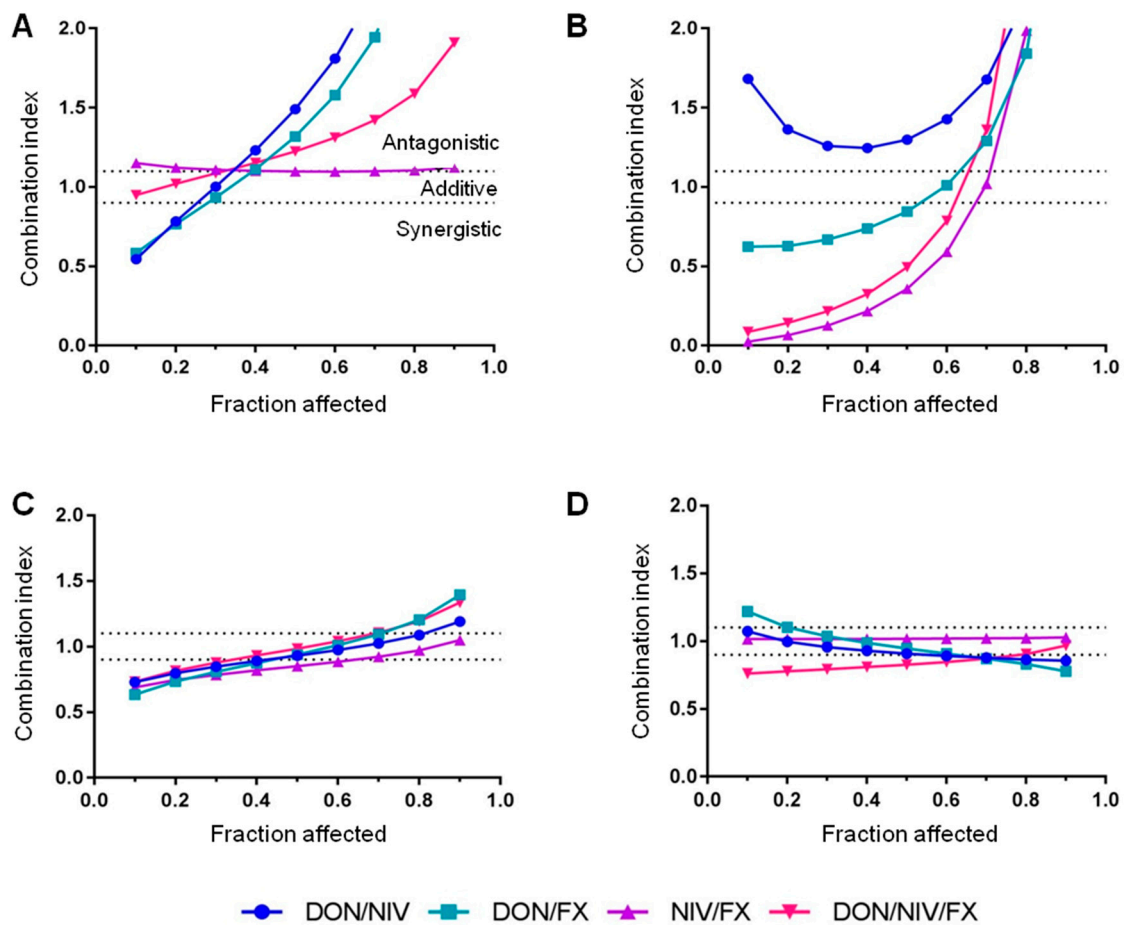 A
B
2.0
1.5
1.0
0.5
0.0
Combination index
Antagonistic
Additive
Synergistic
0.0 0.2 0.4 0.6 0.8 1.0
Fraction affected
2.0
1.5
1.0
0.5
0.0
Combination index
0.0 0.2 0.4 0.6 0.8 1.0
Fraction affected
C
D
2.0
1.5
1.0
0.5
0.0
Combination index
0.0 0.2 0.4 0.6 0.8 1.0
Fraction affected
2.0
1.5
1.0
0.5
0.0
Combination index
0.0 0.2 0.4 0.6 0.8 1.0
Fraction affected
DON/NIV DON/FX NIV/FX DON/NIV/FX